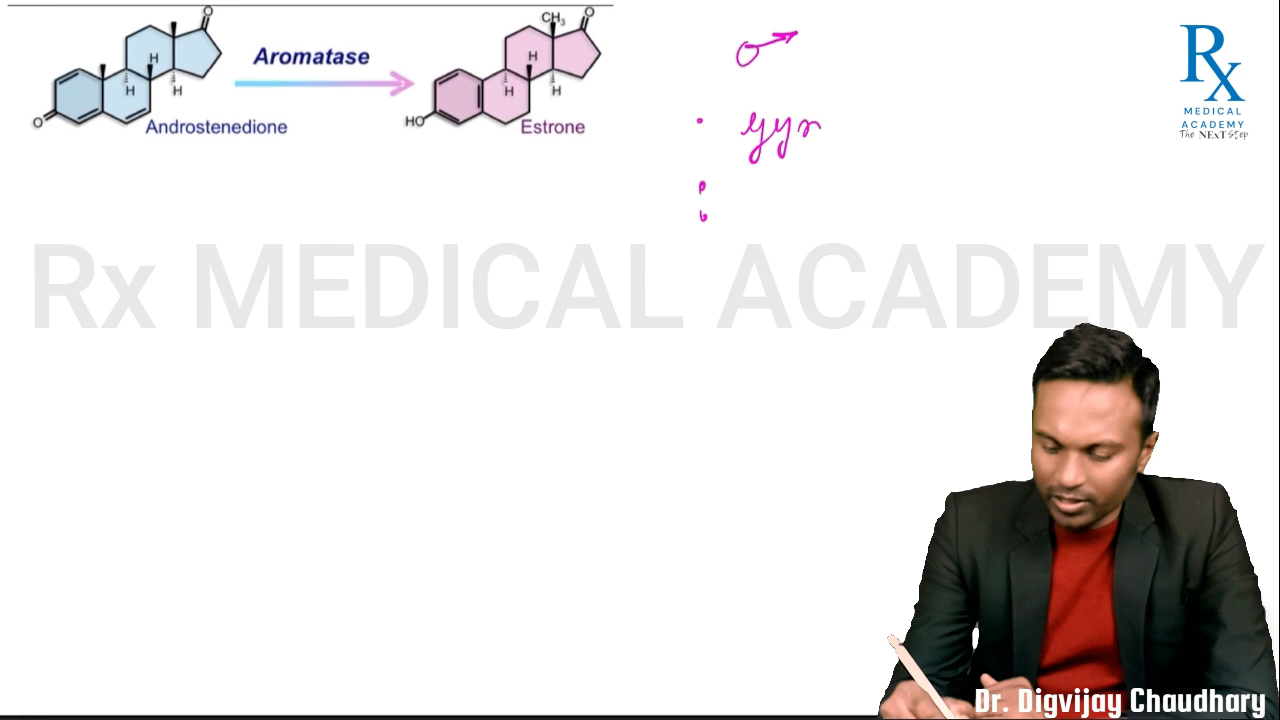 O
CH₃
O
Aromatase
H
H
H
H
H
H
O
HO
Androstenedione
Estrone
Rx
MEDICAL
ACADEMY
The NExT Step
Rx MEDICAL ACADEMY
Dr. Digvijay Chaudhary